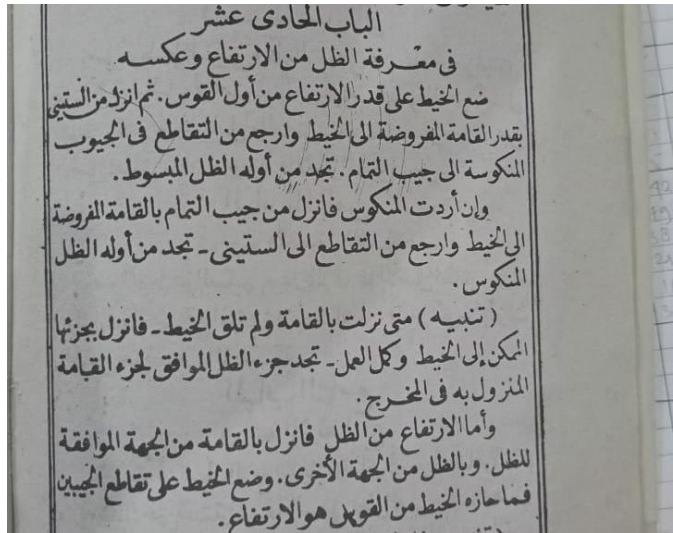 الباب الحادى عشر
فى معرفة الظل من الارتفاع وعكسه
ضع الخيط على قدر الارتفاع من أول القوس . ثم انزل من الستينى
بقدر القامة المفروضة الى الخيط وارجع من التقاطع فى الجيوب
المنكوسة الى جيب التمام . تجد من أوله الظل المبسوط .
وإن أردت المنكوس فانزل من جيب التمام بالقامة المفروضة
الى الخيط وارجع من التقاطع الى الستينى ـ تجد من أوله الظل
المنكوس .
( تنبيه ) متى نزلت بالقامة ولم تلق الخيط ـ فانزل بجزئها
الممكن إلى الخيط وكمل العمل ـ تجد جزء الظل الموافق لجزء القامة
المنزول به فى المخرج .
وأما الارتفاع من الظل فانزل بالقامة من الجهة الموافقة
للظل . وبالظل من الجهة الأخرى . وضع الخيط على تقاطع الجيبين
فما حازه الخيط من القوس هو الارتفاع .